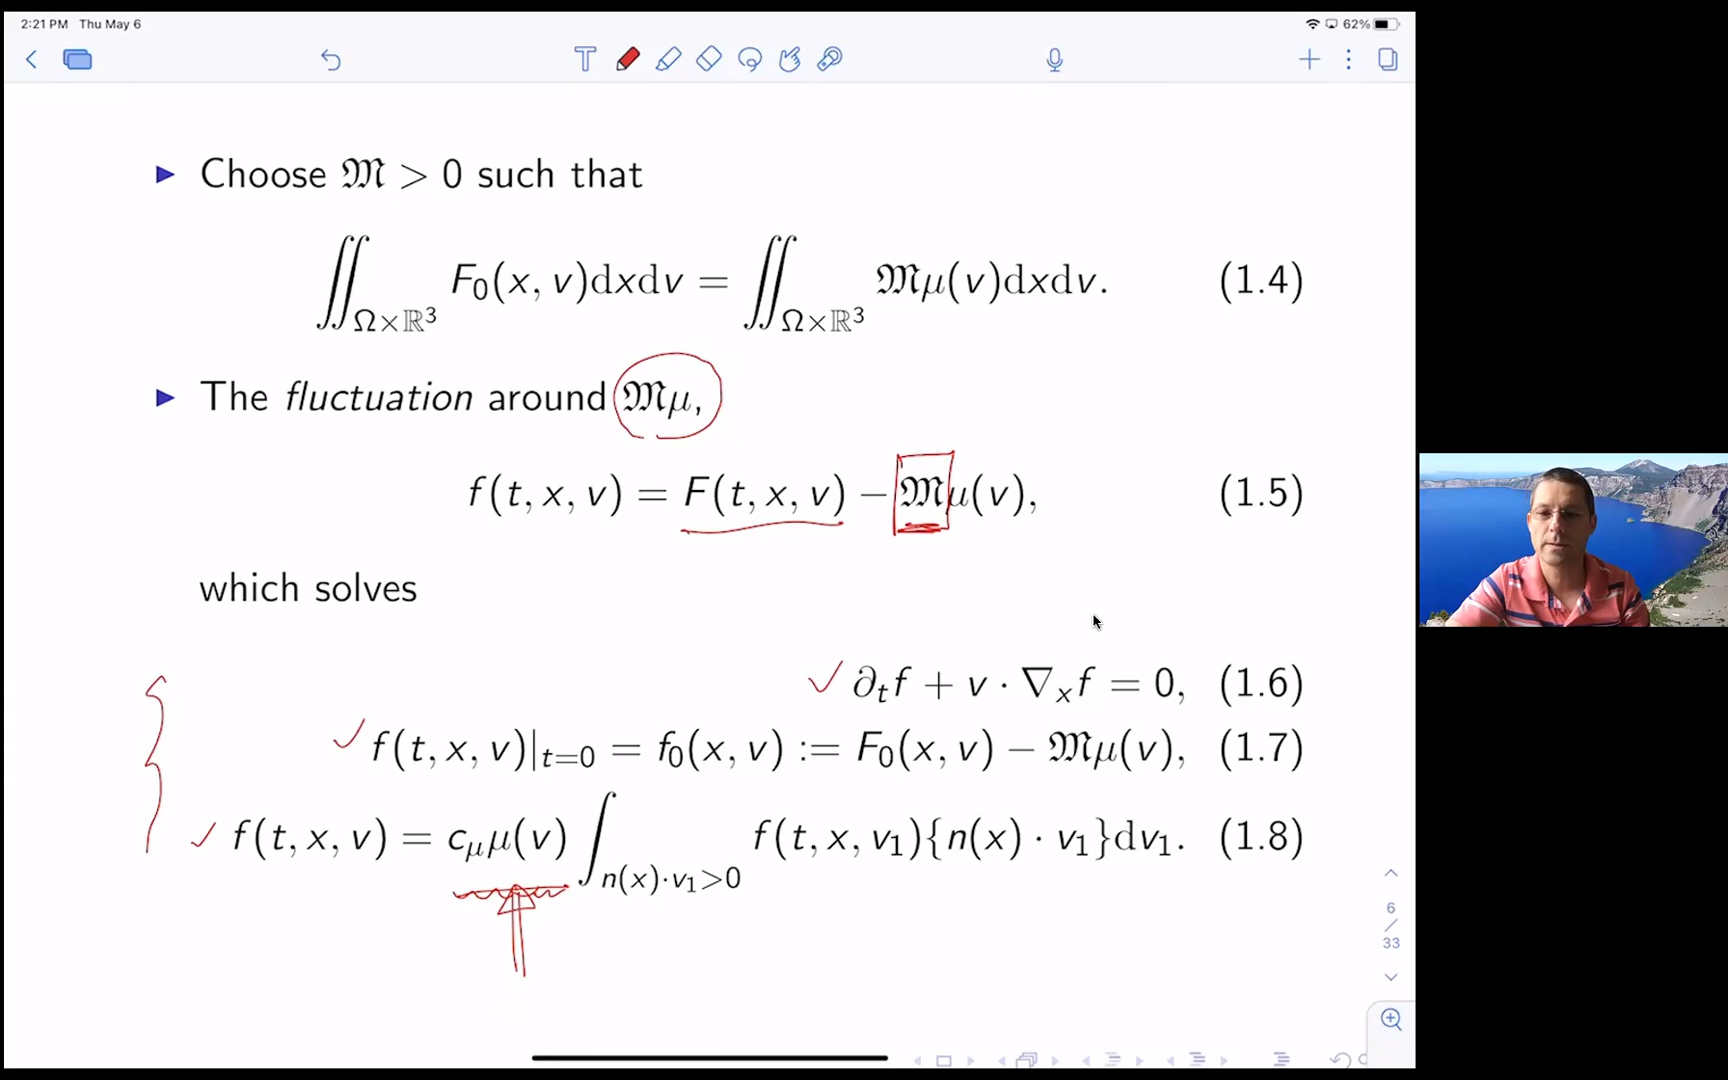 2:21 PM Thu May 6
62%
▶ Choose 𝔐 > 0 such that
∬_{Ω×ℝ³} F₀(x, v)dxdv = ∬_{Ω×ℝ³} 𝔐μ(v)dxdv. (1.4)
▶ The fluctuation around 𝔐μ,
f(t, x, v) = F(t, x, v) − 𝔐μ(v), (1.5)
which solves
∂ₜf + v · ∇ₓf = 0, (1.6)
f(t, x, v)|ₜ₌₀ = f₀(x, v) := F₀(x, v) − 𝔐μ(v), (1.7)
f(t, x, v) = c_μ μ(v) ∫_{n(x)·v₁>0} f(t, x, v₁){n(x) · v₁}dv₁. (1.8)
6
/
33